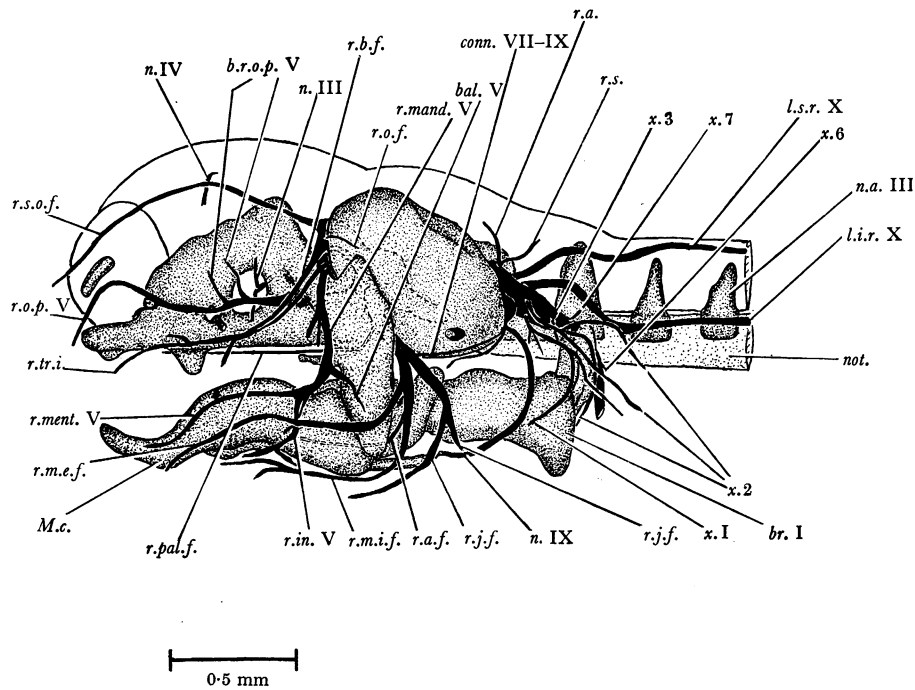 r.a.
conn. VII–IX
r.b.f.
b.r.o.p. V
n. IV
n. III
bal. V
r.mand. V
r.o.f.
r.s.
x.3
x.7
l.s.r. X
x.6
n.a. III
l.i.r. X
r.s.o.f.
r.o.p. V
r.tr.i.
not.
r.ment. V
r.m.e.f.
M.c.
r.pal.f.
r.in. V
r.m.i.f.
r.a.f.
r.j.f.
n. IX
r.j.f.
x.I
br. I
x.2
0·5 mm